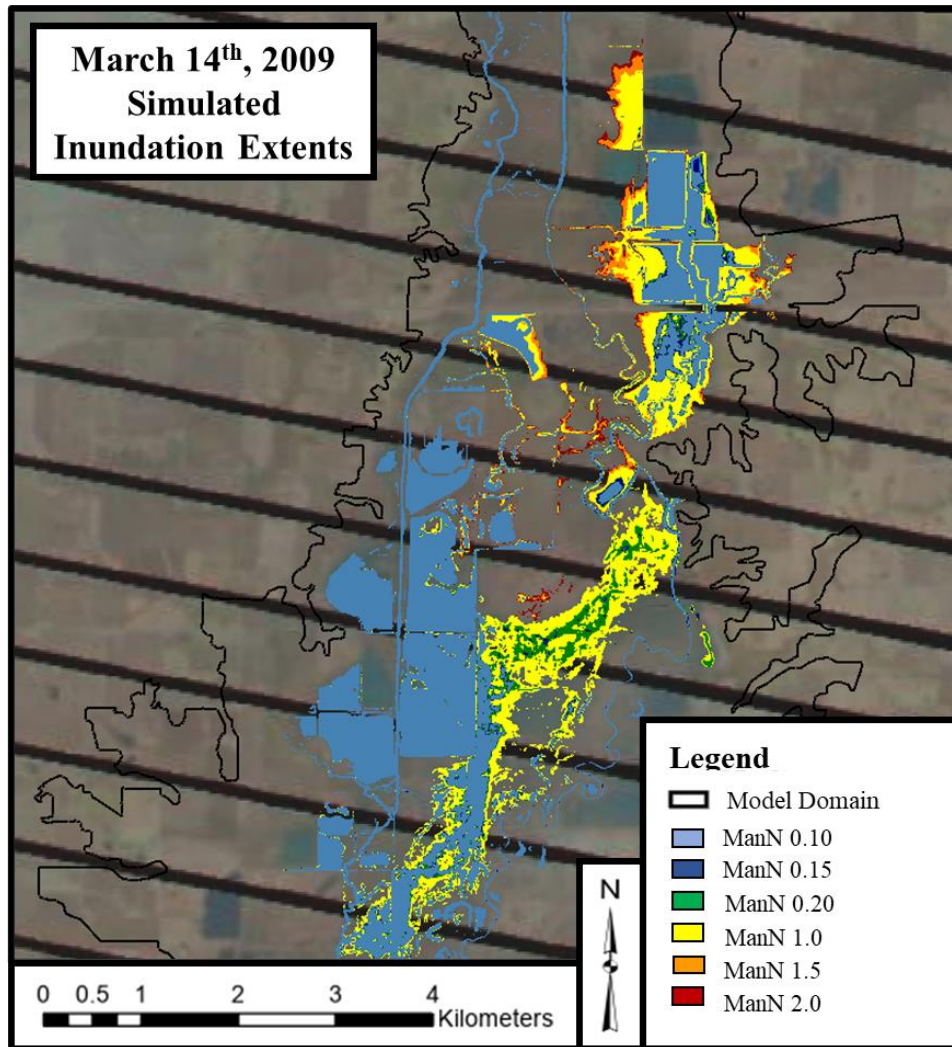 March 14th, 2009
Simulated
Inundation Extents
Legend
Model Domain
ManN 0.10
ManN 0.15
ManN 0.20
ManN 1.0
ManN 1.5
ManN 2.0
N
0 0.5 1 2 3 4
Kilometers